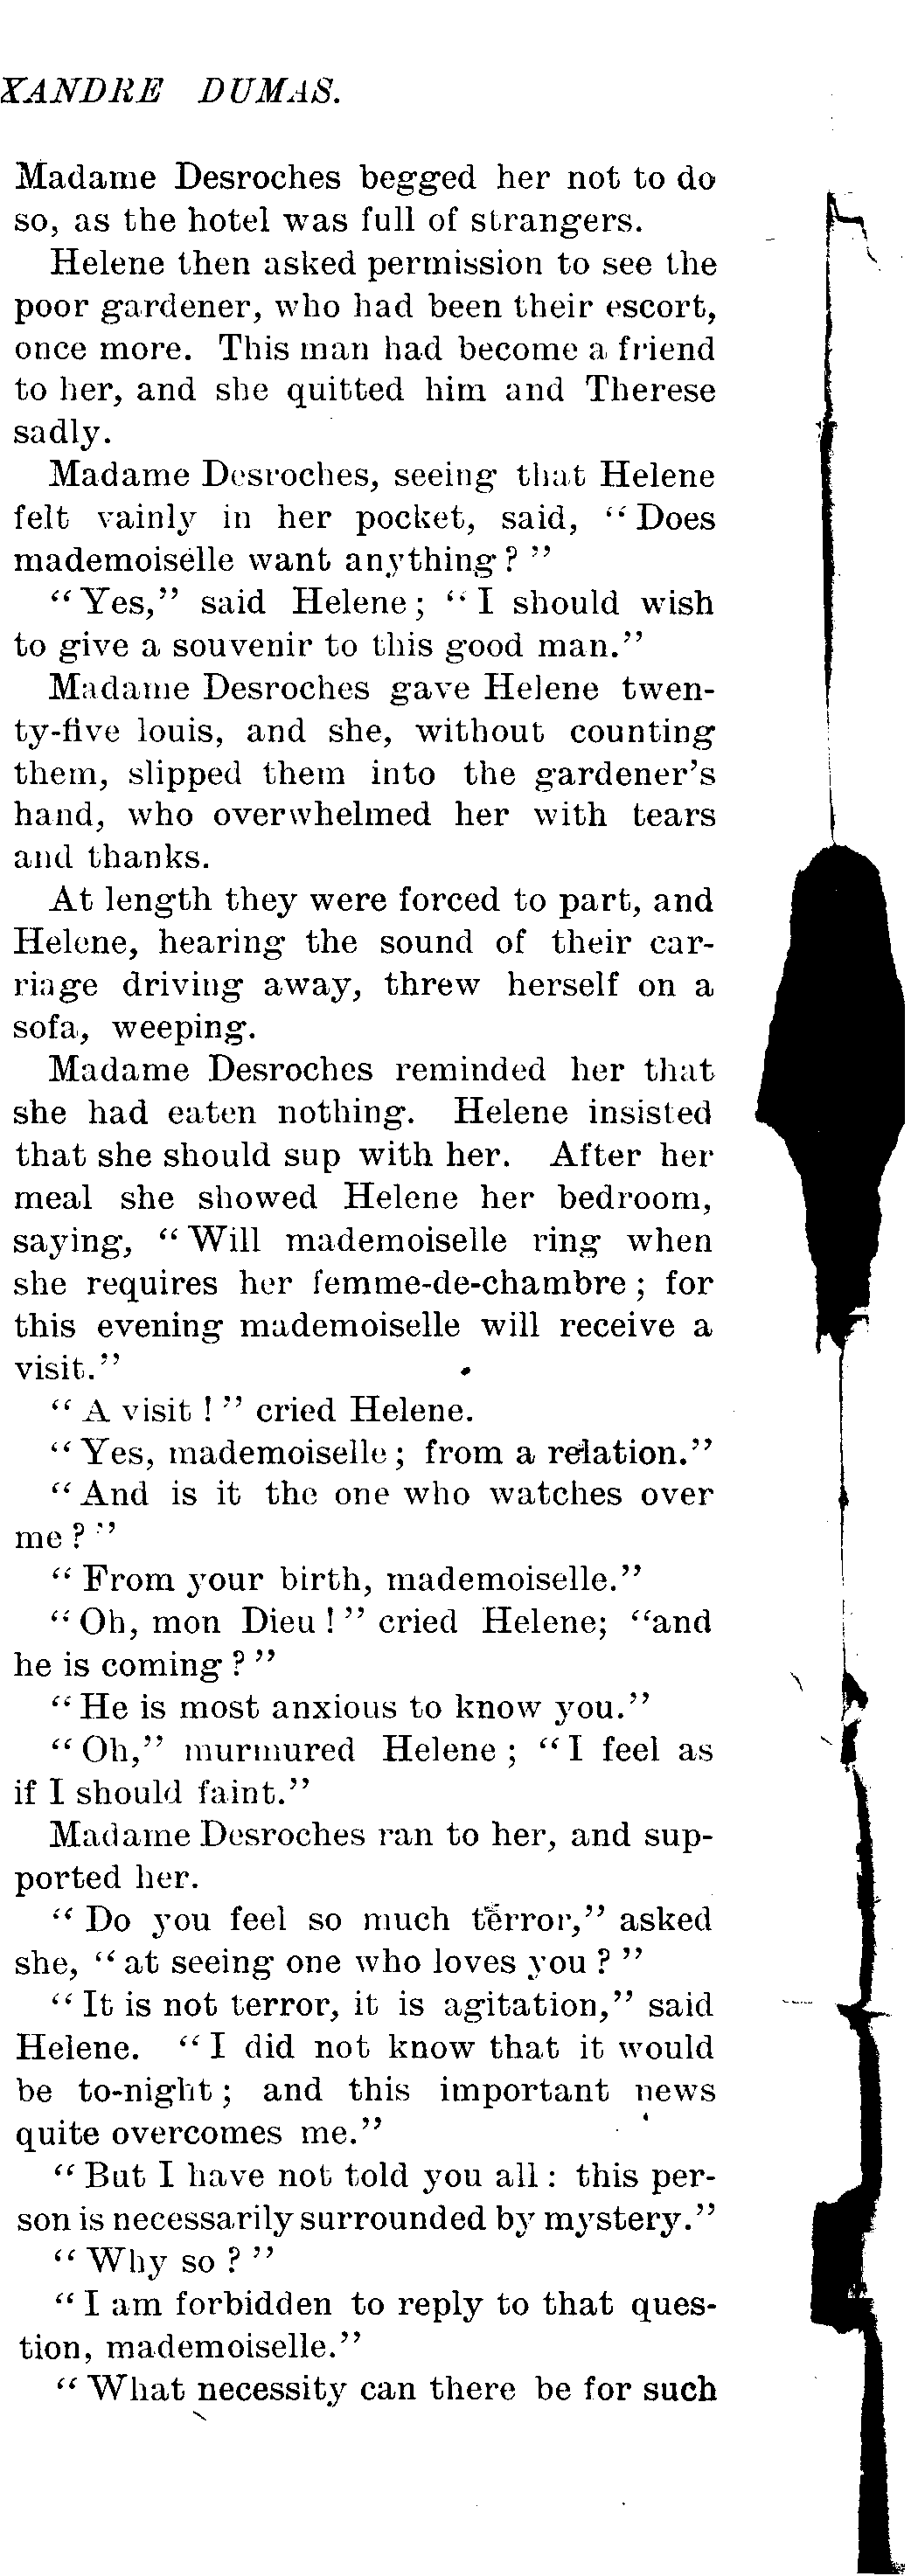 XANDRE DUMAS.
Madame Desroches begged her not to do
so, as the hotel was full of strangers.
Helene then asked permission to see the
poor gardener, who had been their escort,
once more. This man had become a friend
to her, and she quitted him and Therese
sadly.
Madame Desroches, seeing that Helene
felt vainly in her pocket, said, “Does
mademoiselle want anything?”
“Yes,” said Helene; “I should wish
to give a souvenir to this good man.”
Madame Desroches gave Helene twen-
ty-five louis, and she, without counting
them, slipped them into the gardener’s
hand, who overwhelmed her with tears
and thanks.
At length they were forced to part, and
Helene, hearing the sound of their car-
riage driving away, threw herself on a
sofa, weeping.
Madame Desroches reminded her that
she had eaten nothing. Helene insisted
that she should sup with her. After her
meal she showed Helene her bedroom,
saying, “Will mademoiselle ring when
she requires her femme-de-chambre; for
this evening mademoiselle will receive a
visit.”
“A visit!” cried Helene.
“Yes, mademoiselle; from a relation.”
“And is it the one who watches over
me?”
“From your birth, mademoiselle.”
“Oh, mon Dieu!” cried Helene; “and
he is coming?”
“He is most anxious to know you.”
“Oh,” murmured Helene; “I feel as
if I should faint.”
Madame Desroches ran to her, and sup-
ported her.
“Do you feel so much terror,” asked
she, “at seeing one who loves you?”
“It is not terror, it is agitation,” said
Helene. “I did not know that it would
be to-night; and this important news
quite overcomes me.”
“But I have not told you all: this per-
son is necessarily surrounded by mystery.”
“Why so?”
“I am forbidden to reply to that ques-
tion, mademoiselle.”
“What necessity can there be for such